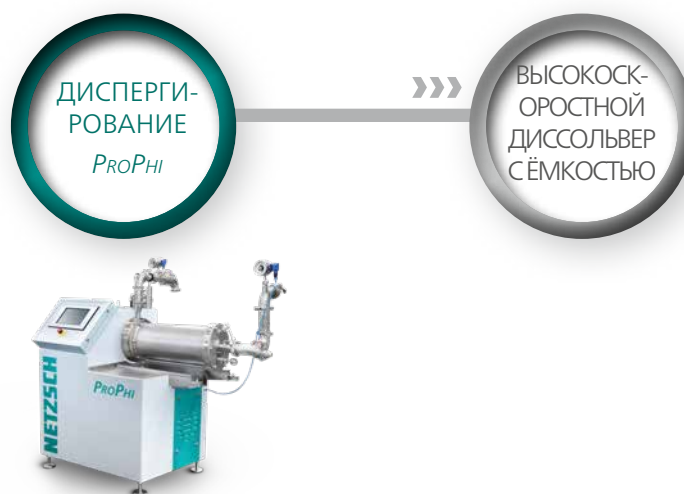 ДИСПЕРГИ-
РОВАНИЕ
PROPHI
ВЫСОКОСК-
ОРОСТНОЙ
ДИССОЛЬВЕР
С ЁМКОСТЬЮ
NETZSCH
PROPHI